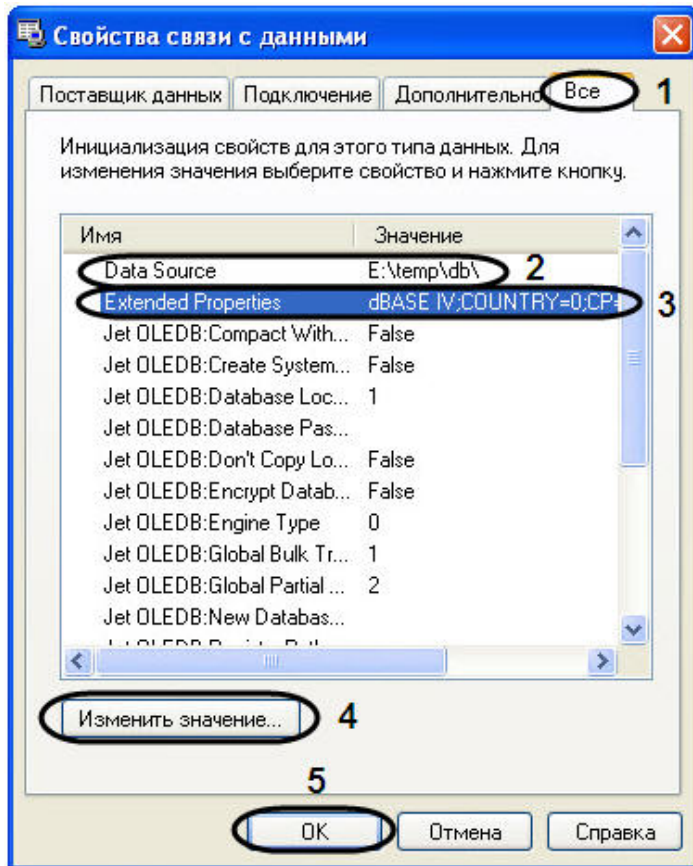 Свойства связи с данными
Поставщик данных Подключение Дополнительно Все 1
Инициализация свойств для этого типа данных. Для
изменения значения выберите свойство и нажмите кнопку.
Имя Значение
Data Source E:\temp\db\ 2
Extended Properties dBASE IV;COUNTRY=0;CP= 3
Jet OLEDB:Compact With... False
Jet OLEDB:Create System... False
Jet OLEDB:Database Loc... 1
Jet OLEDB:Database Pas...
Jet OLEDB:Don't Copy Lo... False
Jet OLEDB:Encrypt Datab... False
Jet OLEDB:Engine Type 0
Jet OLEDB:Global Bulk Tr... 1
Jet OLEDB:Global Partial ... 2
Jet OLEDB:New Databas...
Изменить значение... 4
5
OK Отмена Справка